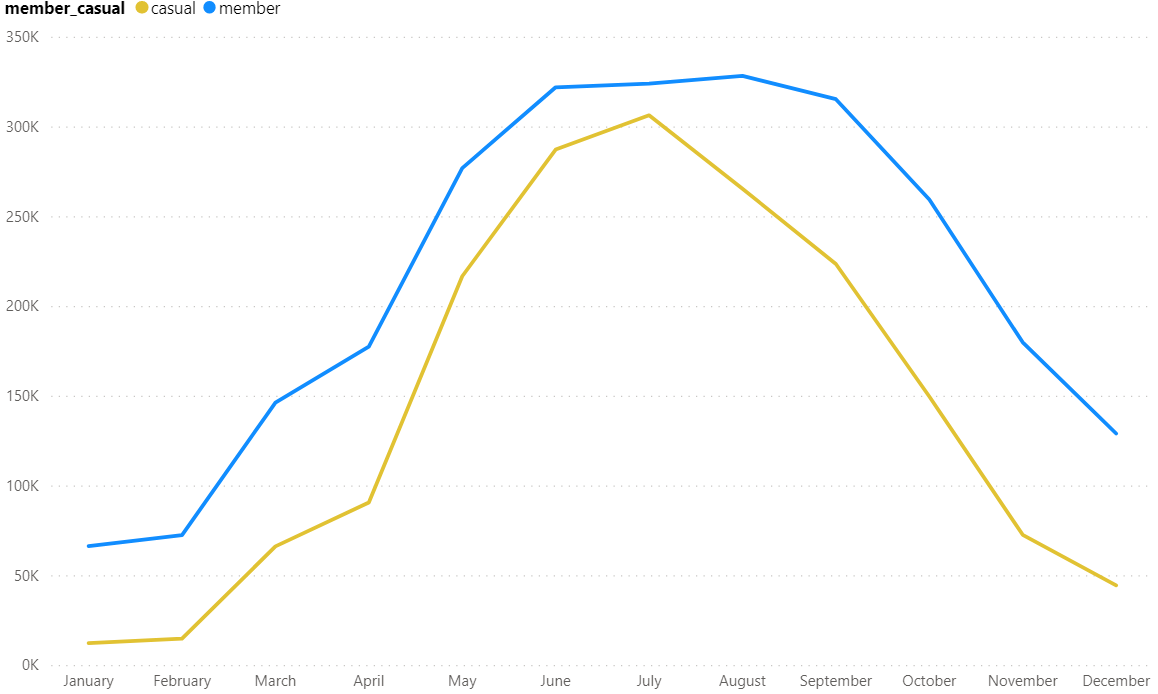 member_casual casual member
350K
300K
250K
200K
150K
100K
50K
0K
January February March April May June July August September October November December